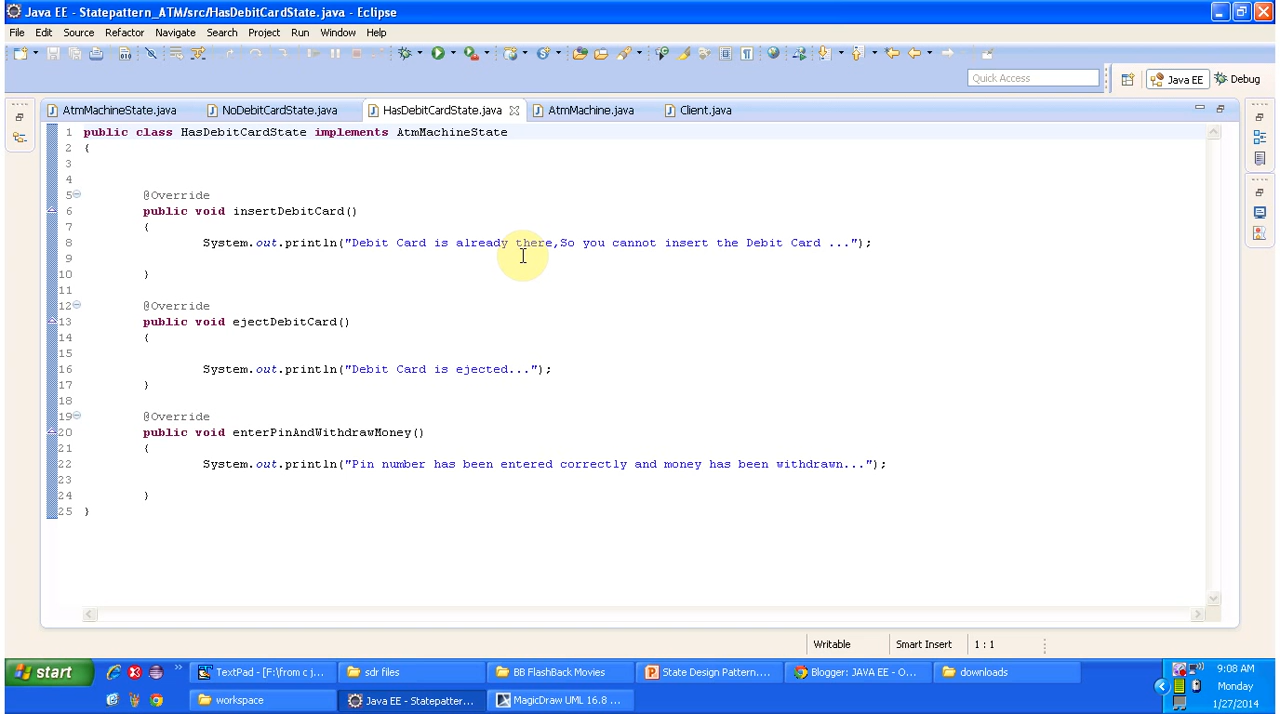 Java EE - Statepattern_ATM/src/HasDebitCardState.java - Eclipse
File Edit Source Refactor Navigate Search Project Run Window Help
Quick Access
Java EE
Debug
AtmMachineState.java
NoDebitCardState.java
HasDebitCardState.java
AtmMachine.java
Client.java
1 public class HasDebitCardState implements AtmMachineState
2 {
3
4
5 @Override
6 public void insertDebitCard()
7 {
8 System.out.println("Debit Card is already there,So you cannot insert the Debit Card ...");
9
10 }
11
12 @Override
13 public void ejectDebitCard()
14 {
15
16 System.out.println("Debit Card is ejected...");
17 }
18
19 @Override
20 public void enterPinAndWithdrawMoney()
21 {
22 System.out.println("Pin number has been entered correctly and money has been withdrawn...");
23
24 }
25 }
Writable Smart Insert 1 : 1
start
TextPad - [F:\from c j...
sdr files
BB FlashBack Movies
State Design Pattern....
Blogger: JAVA EE - O...
downloads
9:08 AM
workspace
Java EE - Statepatter...
MagicDraw UML 16.8 ...
Monday
1/27/2014